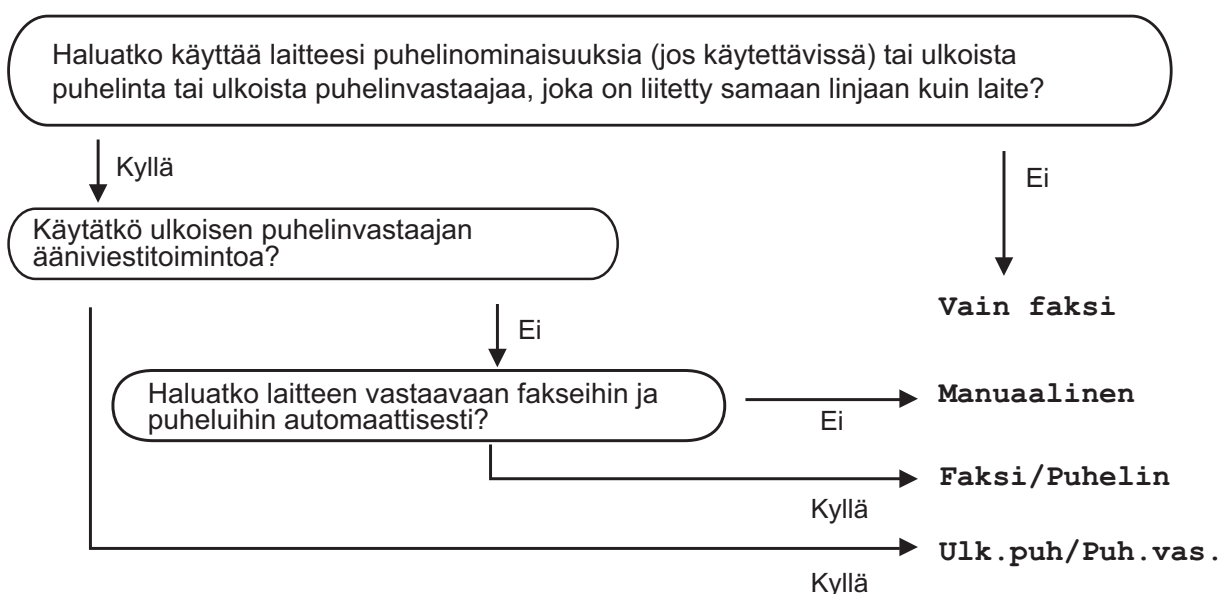 Haluatko käyttää laitteesi puhelinominaisuuksia (jos käytettävissä) tai ulkoista
puhelinta tai ulkoista puhelinvastaajaa, joka on liitetty samaan linjaan kuin laite?
Kyllä
Ei
Käytätkö ulkoisen puhelinvastaajan
ääniviestitoimintoa?
Vain faksi
Ei
Haluatko laitteen vastaavaan fakseihin ja
puheluihin automaattisesti?
Ei
Manuaalinen
Kyllä
Faksi/Puhelin
Kyllä
Ulk.puh/Puh.vas.